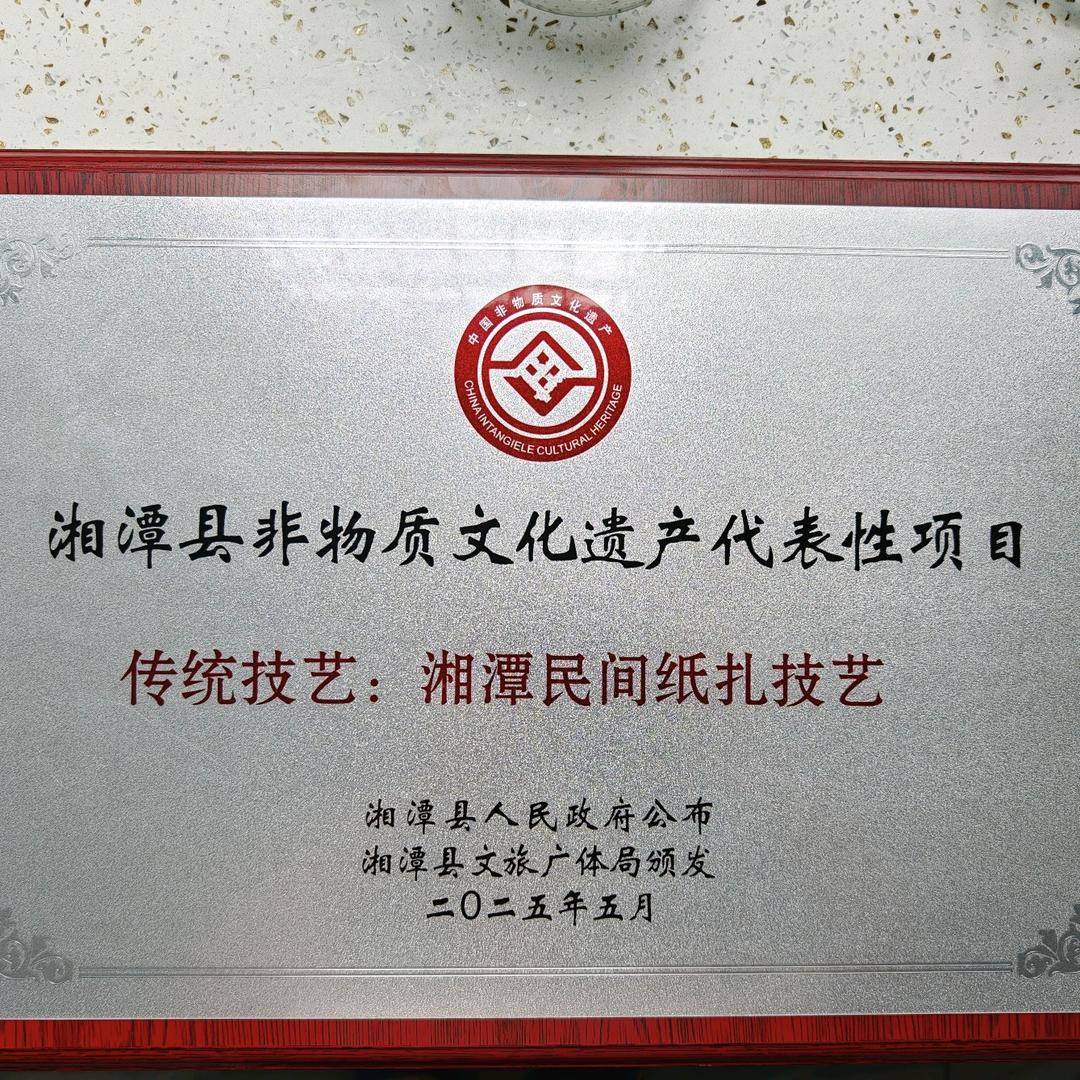 中国非物质文化遗产
CHINA INTANGIELE CULTURAL HERITAGE
湘潭县非物质文化遗产代表性项目
传统技艺：湘潭民间纸扎技艺
湘潭县人民政府公布
湘潭县文旅广体局颁发
二〇二五年五月